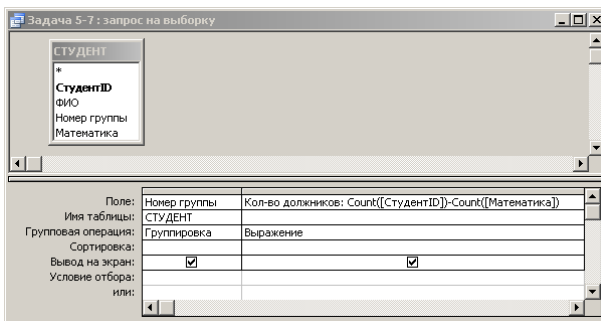 Задача 5-7 : запрос на выборку
СТУДЕНТ
*
СтудентID
ФИО
Номер группы
Математика
Поле: Номер группы Кол-во должников: Count([СтудентID])-Count([Математика])
Имя таблицы: СТУДЕНТ
Групповая операция: Группировка Выражение
Сортировка:
Вывод на экран:
Условие отбора:
или: